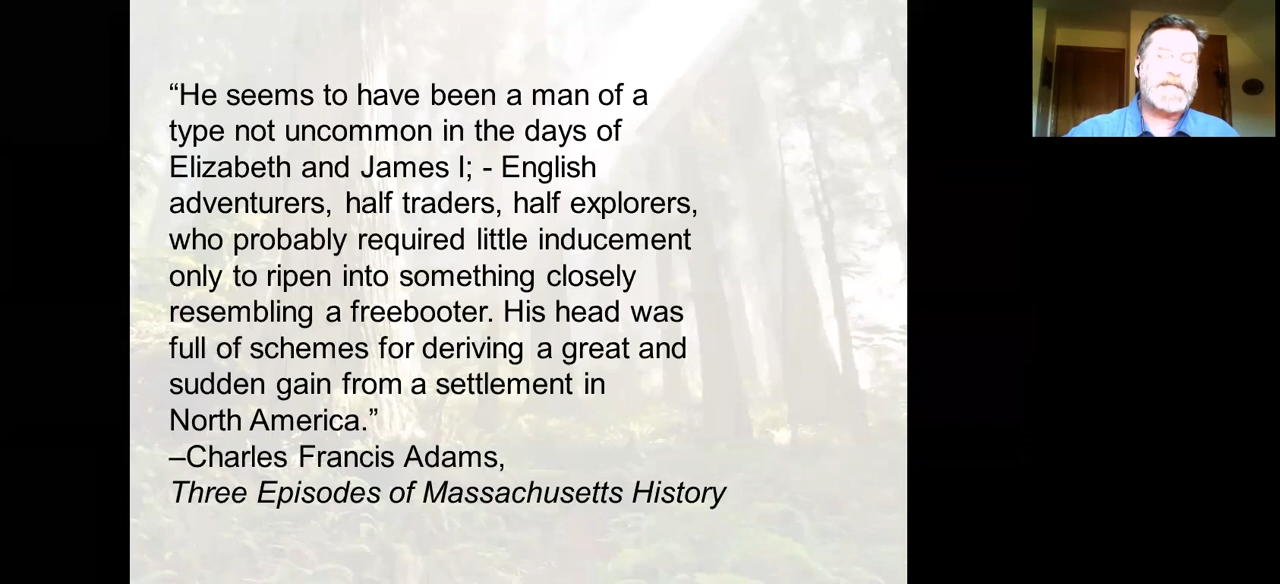 “He seems to have been a man of a
type not uncommon in the days of
Elizabeth and James I; - English
adventurers, half traders, half explorers,
who probably required little inducement
only to ripen into something closely
resembling a freebooter. His head was
full of schemes for deriving a great and
sudden gain from a settlement in
North America.”
–Charles Francis Adams,
Three Episodes of Massachusetts History